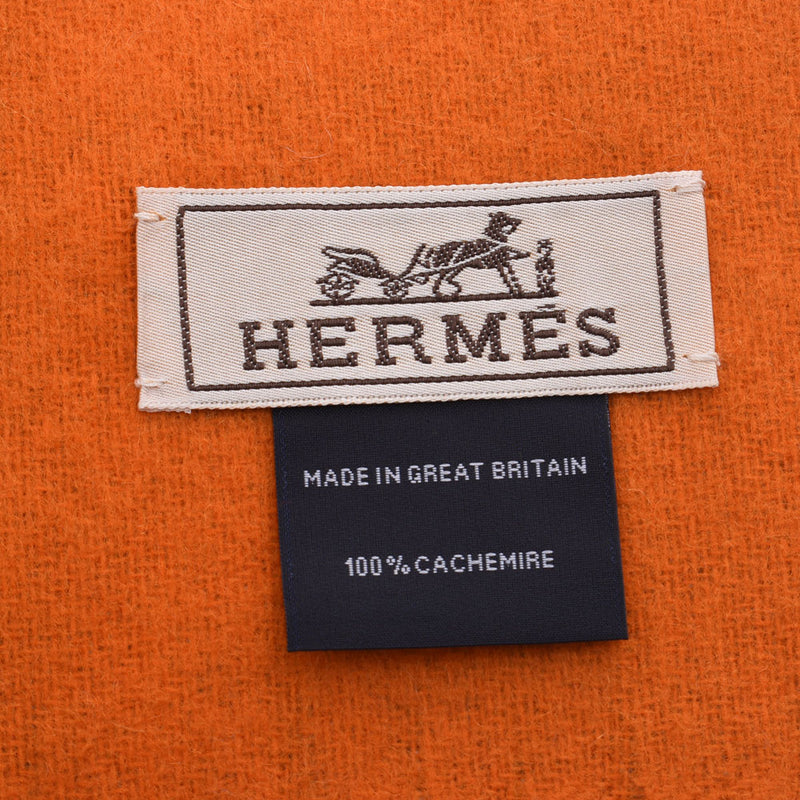 HERMÈS
MADE IN GREAT BRITAIN
100% CACHEMIRE